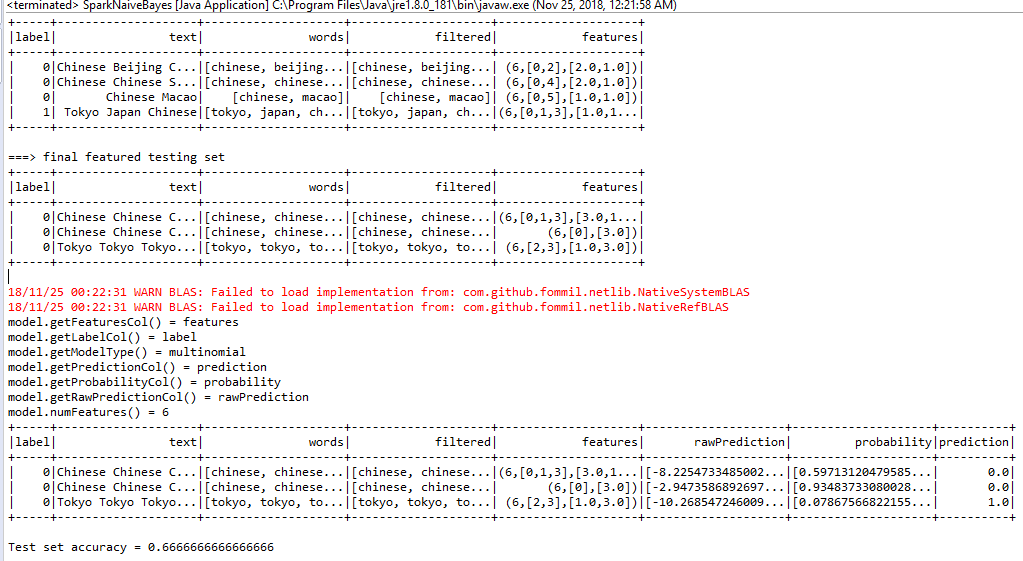 <terminated> SparkNaiveBayes [Java Application] C:\Program Files\Java\jre1.8.0_181\bin\javaw.exe (Nov 25, 2018, 12:21:58 AM)
+-----+--------------------+--------------------+--------------------+--------------------+
|label|                text|               words|            filtered|            features|
+-----+--------------------+--------------------+--------------------+--------------------+
|    0|Chinese Beijing C...|[chinese, beijing...|[chinese, beijing...| (6,[0,2],[2.0,1.0])|
|    0|Chinese Chinese S...|[chinese, chinese...|[chinese, chinese...| (6,[0,4],[2.0,1.0])|
|    0|       Chinese Macao|    [chinese, macao]|    [chinese, macao]| (6,[0,5],[1.0,1.0])|
|    1| Tokyo Japan Chinese|[tokyo, japan, ch...|[tokyo, japan, ch...|(6,[0,1,3],[1.0,1...|
+-----+--------------------+--------------------+--------------------+--------------------+
===> final featured testing set
+-----+--------------------+--------------------+--------------------+--------------------+
|label|                text|               words|            filtered|            features|
+-----+--------------------+--------------------+--------------------+--------------------+
|    0|Chinese Chinese C...|[chinese, chinese...|[chinese, chinese...|(6,[0,1,3],[3.0,1...|
|    0|Chinese Chinese C...|[chinese, chinese...|[chinese, chinese...|       (6,[0],[3.0])|
|    0|Tokyo Tokyo Tokyo...|[tokyo, tokyo, to...|[tokyo, tokyo, to...| (6,[2,3],[1.0,3.0])|
+-----+--------------------+--------------------+--------------------+--------------------+
18/11/25 00:22:31 WARN BLAS: Failed to load implementation from: com.github.fommil.netlib.NativeSystemBLAS
18/11/25 00:22:31 WARN BLAS: Failed to load implementation from: com.github.fommil.netlib.NativeRefBLAS
model.getFeaturesCol() = features
model.getLabelCol() = label
model.getModelType() = multinomial
model.getPredictionCol() = prediction
model.getProbabilityCol() = probability
model.getRawPredictionCol() = rawPrediction
model.numFeatures() = 6
+-----+--------------------+--------------------+--------------------+--------------------+--------------------+--------------------+----------+
|label|                text|               words|            filtered|            features|       rawPrediction|         probability|prediction|
+-----+--------------------+--------------------+--------------------+--------------------+--------------------+--------------------+----------+
|    0|Chinese Chinese C...|[chinese, chinese...|[chinese, chinese...|(6,[0,1,3],[3.0,1...|[-8.2254733485002...|[0.59713120479585...|       0.0|
|    0|Chinese Chinese C...|[chinese, chinese...|[chinese, chinese...|       (6,[0],[3.0])|[-2.9473586892697...|[0.93483733080028...|       0.0|
|    0|Tokyo Tokyo Tokyo...|[tokyo, tokyo, to...|[tokyo, tokyo, to...| (6,[2,3],[1.0,3.0])|[-10.268547246009...|[0.07867566822155...|       1.0|
+-----+--------------------+--------------------+--------------------+--------------------+--------------------+--------------------+----------+
Test set accuracy = 0.6666666666666666